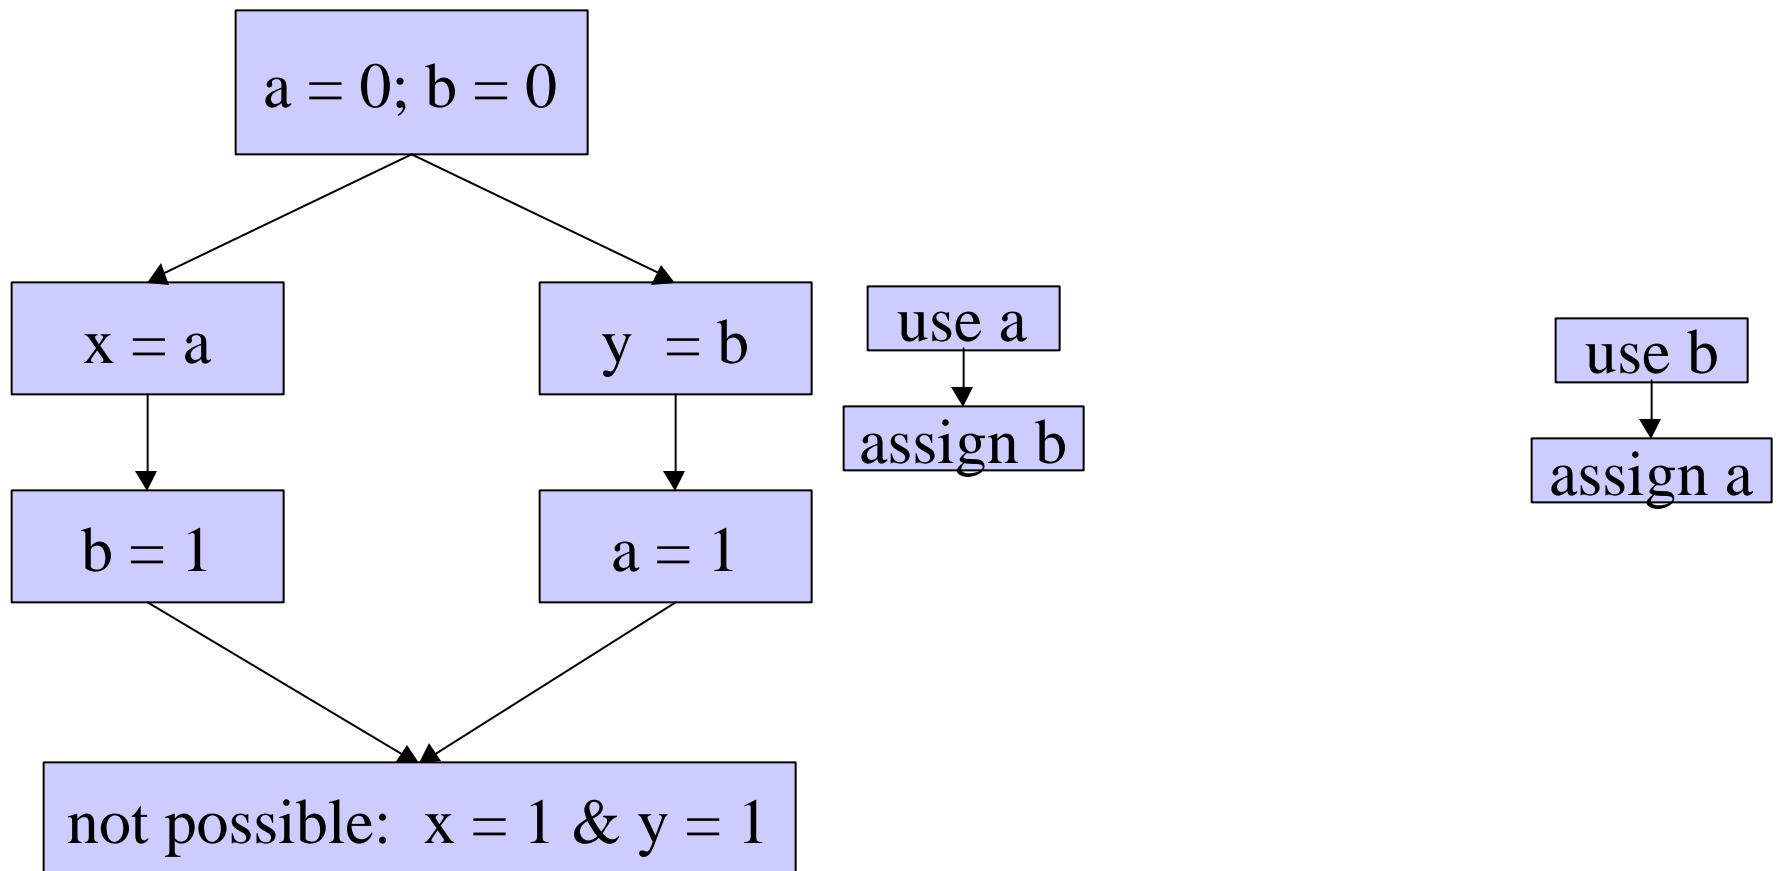 a = 0; b = 0
x = a
y  = b
b = 1
a = 1
not possible:  x = 1 & y = 1
use a
assign b
use b
assign a